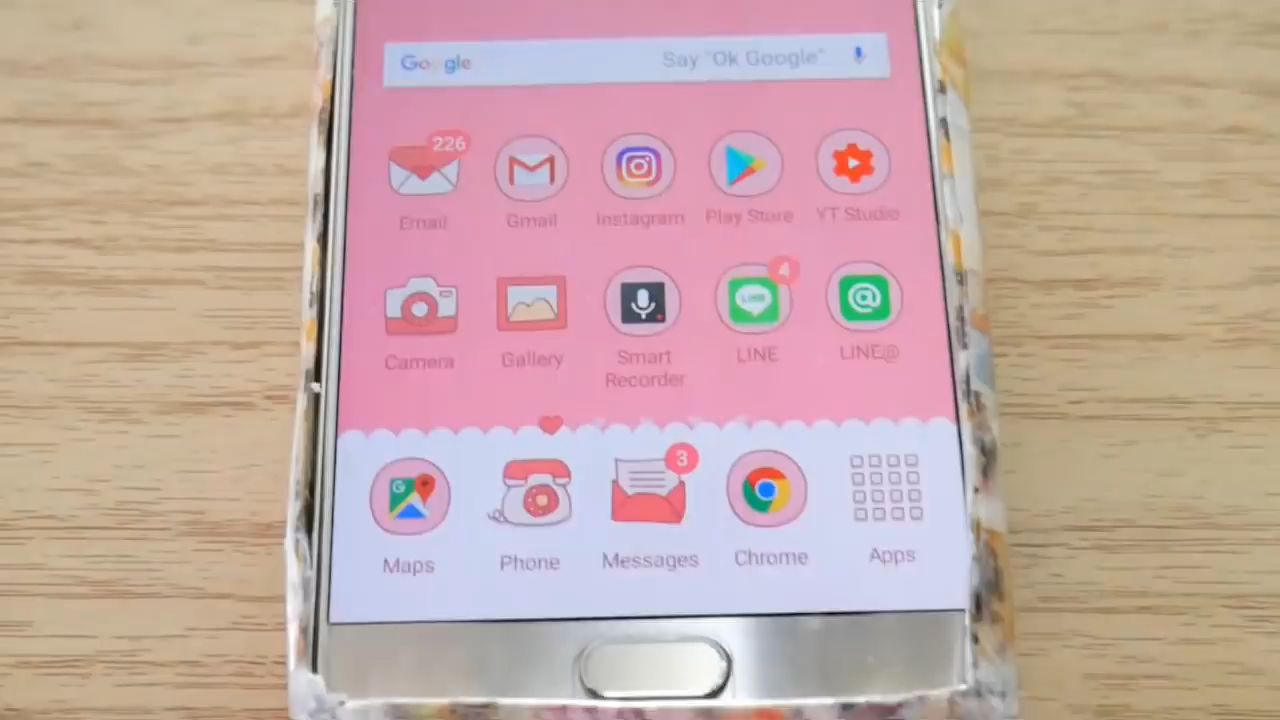 Google Say "Ok Google"
226
Email Gmail Instagram Play Store YT Studio
4
LINE
Camera Gallery Smart Recorder LINE LINE@
G 3
Maps Phone Messages Chrome Apps